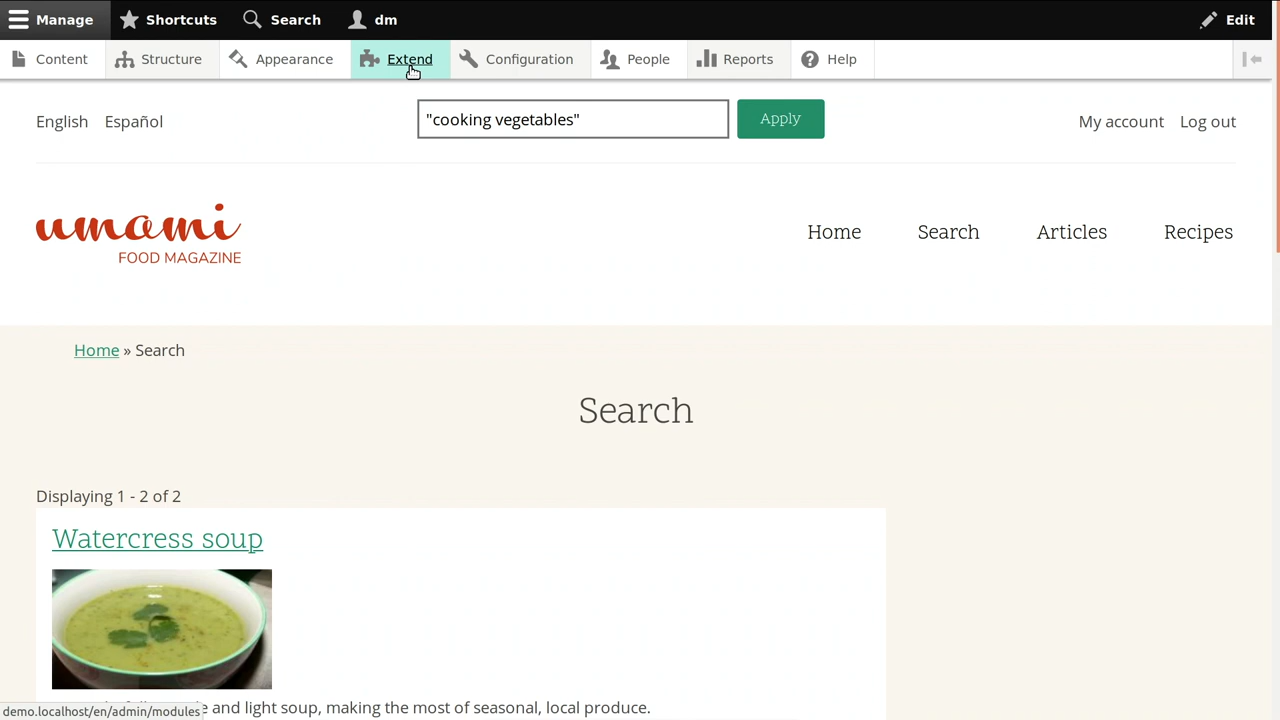 Manage Shortcuts Search dm Edit
Content Structure Appearance Extend Configuration People Reports Help
English Español "cooking vegetables" Apply My account Log out
umami
FOOD MAGAZINE
Home Search Articles Recipes
Home » Search
Search
Displaying 1 - 2 of 2
Watercress soup
and light soup, making the most of seasonal, local produce.
demo.localhost/en/admin/modules